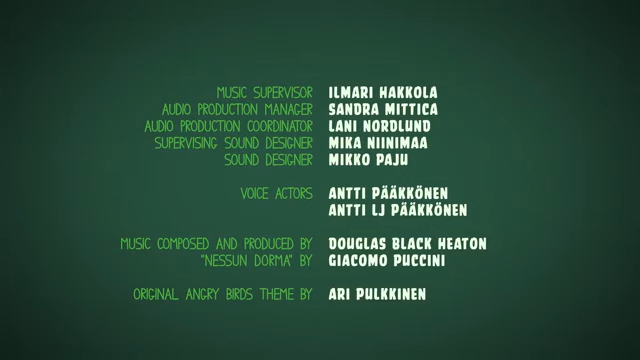 MUSIC SUPERVISOR ILMARI HAKKOLA
AUDIO PRODUCTION MANAGER SANDRA MITTICA
AUDIO PRODUCTION COORDINATOR LANI NORDLUND
SUPERVISING SOUND DESIGNER MIKA NIINIMAA
SOUND DESIGNER MIKKO PAJU
VOICE ACTORS ANTTI PÄÄKKÖNEN
ANTTI LJ PÄÄKKÖNEN
MUSIC COMPOSED AND PRODUCED BY DOUGLAS BLACK HEATON
"NESSUN DORMA" BY GIACOMO PUCCINI
ORIGINAL ANGRY BIRDS THEME BY ARI PULKKINEN